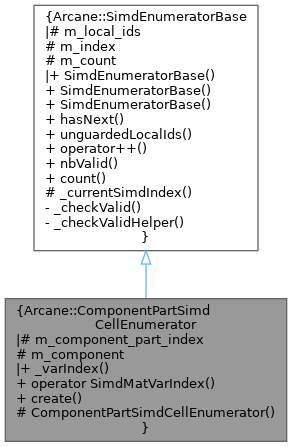 {Arcane::SimdEnumeratorBase
|# m_local_ids
# m_index
# m_count
|+ SimdEnumeratorBase()
+ SimdEnumeratorBase()
+ SimdEnumeratorBase()
+ hasNext()
+ unguardedLocalIds()
+ operator++()
+ nbValid()
+ count()
# _currentSimdIndex()
- _checkValid()
- _checkValidHelper()
}
{Arcane::ComponentPartSimd
CellEnumerator
|# m_component_part_index
# m_component
|+ _varIndex()
+ operator SimdMatVarIndex()
+ create()
# ComponentPartSimdCellEnumerator()
}